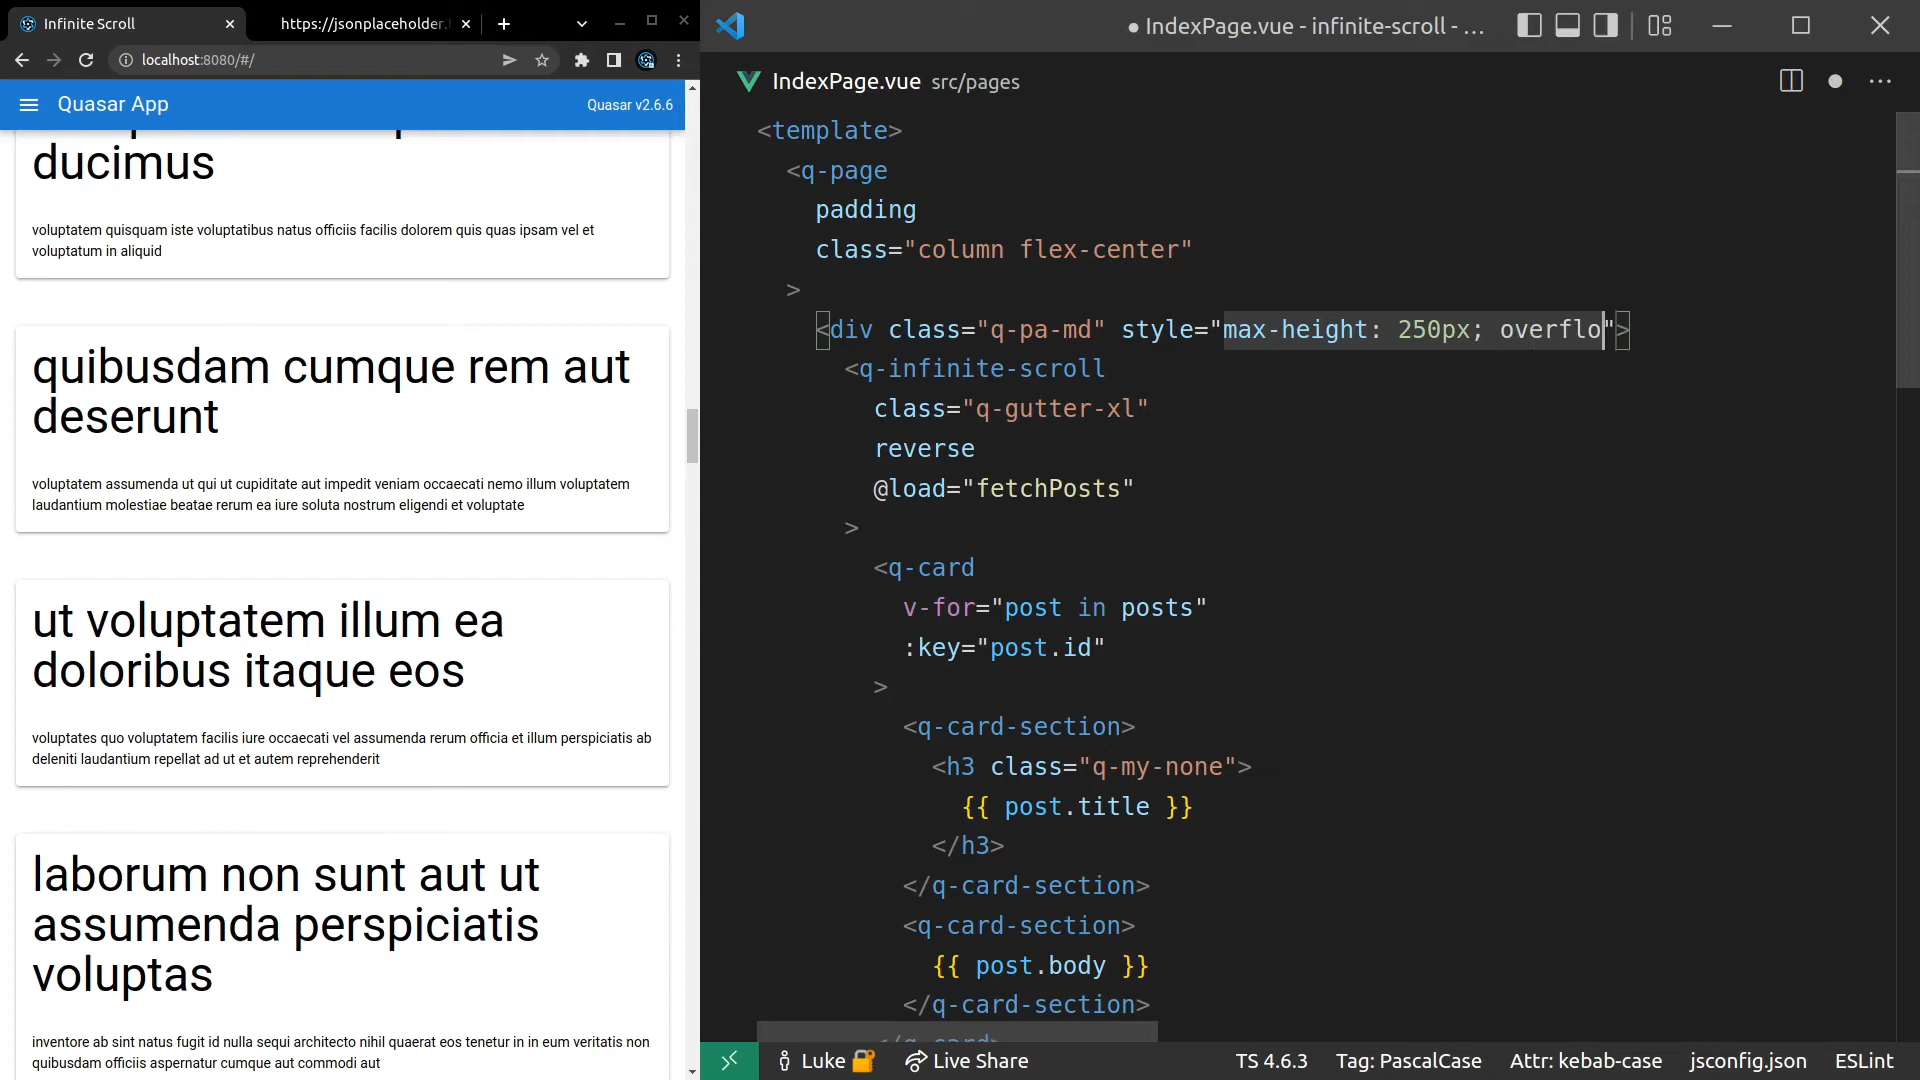 Infinite Scroll
https://jsonplaceholder.
localhost:8080/#/
Quasar App
Quasar v2.6.6
ducimus
voluptatem quisquam iste voluptatibus natus officiis facilis dolorem quis quas ipsam vel et
voluptatum in aliquid
quibusdam cumque rem aut
deserunt
voluptatem assumenda ut qui ut cupiditate aut impedit veniam occaecati nemo illum voluptatem
laudantium molestiae beatae rerum ea iure soluta nostrum eligendi et voluptate
ut voluptatem illum ea
doloribus itaque eos
voluptates quo voluptatem facilis iure occaecati vel assumenda rerum officia et illum perspiciatis ab
deleniti laudantium repellat ad ut et autem reprehenderit
laborum non sunt aut ut
assumenda perspiciatis
voluptas
inventore ab sint natus fugit id nulla sequi architecto nihil quaerat eos tenetur in in eum veritatis non
quibusdam officiis aspernatur cumque aut commodi aut
● IndexPage.vue - infinite-scroll - ...
IndexPage.vue src/pages
<template>
<q-page
padding
class="column flex-center"
>
<div class="q-pa-md" style="max-height: 250px; overflo">
<q-infinite-scroll
class="q-gutter-xl"
reverse
@load="fetchPosts"
>
<q-card
v-for="post in posts"
:key="post.id"
>
<q-card-section>
<h3 class="q-my-none">
{{ post.title }}
</h3>
</q-card-section>
<q-card-section>
{{ post.body }}
</q-card-section>
</q-card>
Luke 🔐 Live Share TS 4.6.3 Tag: PascalCase Attr: kebab-case jsconfig.json ESLint